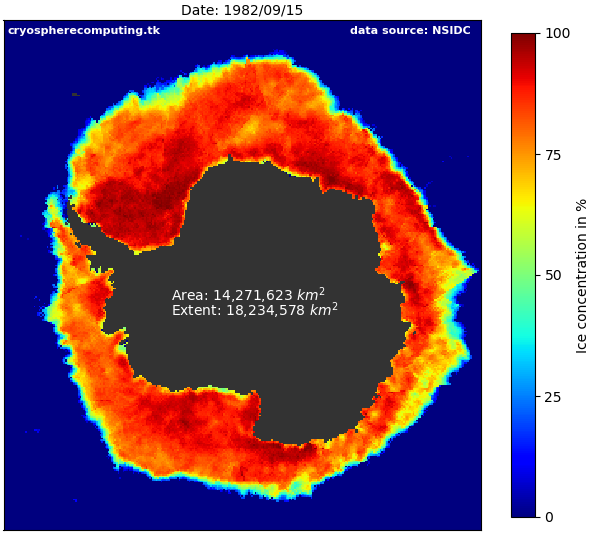 Date: 1982/09/15
cryospherecomputing.tk
data source: NSIDC
Area: 14,271,623 km²
Extent: 18,234,578 km²
100
75
50
25
0
Ice concentration in %